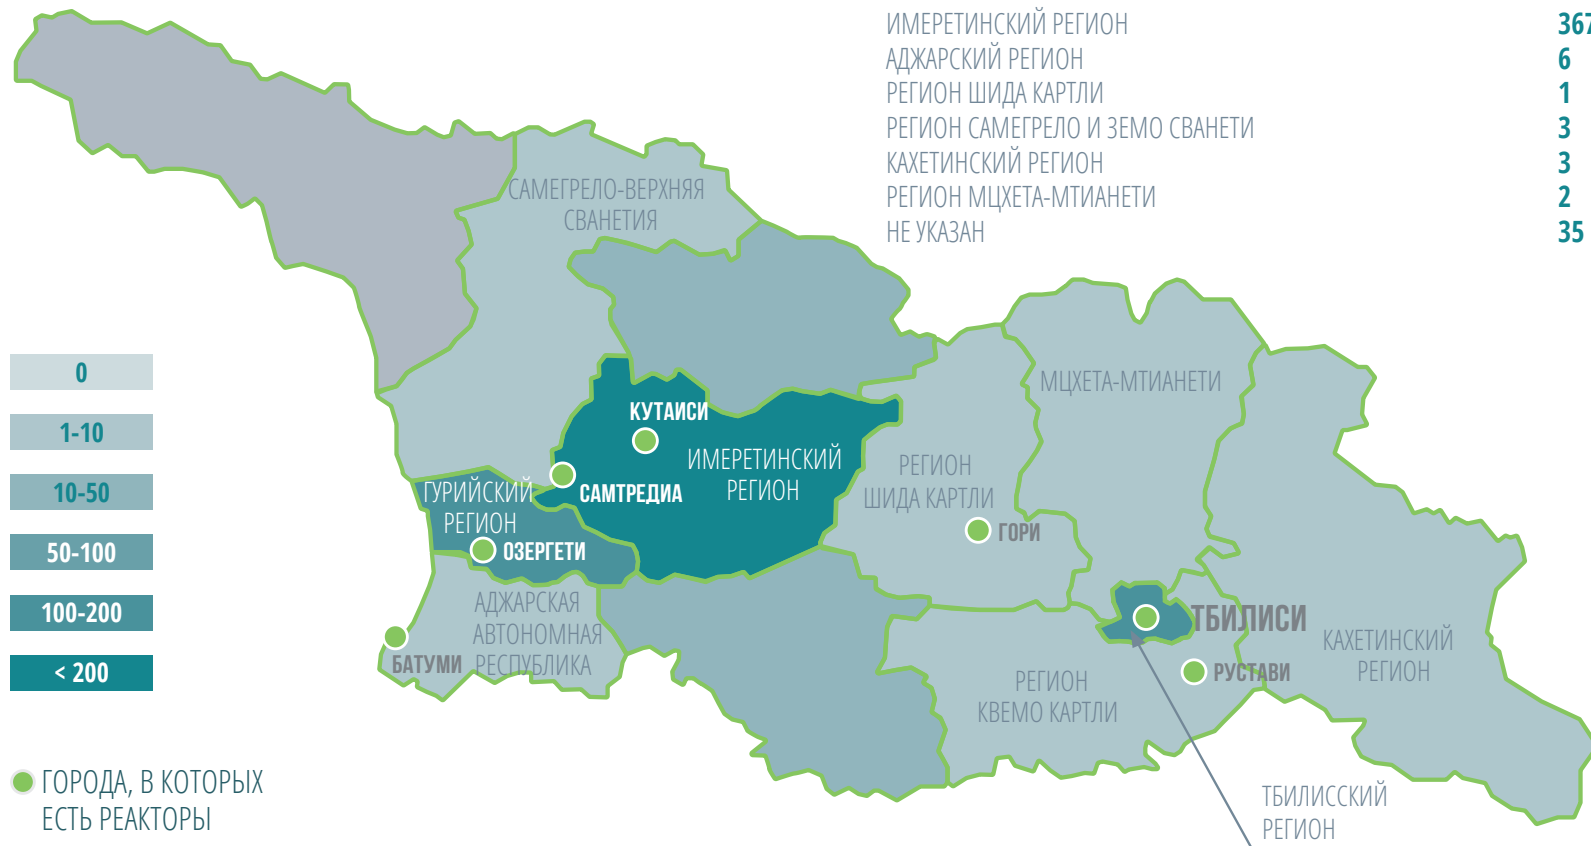 ИМЕРЕТИНСКИЙ РЕГИОН 367
АДЖАРСКИЙ РЕГИОН 6
РЕГИОН ШИДА КАРТЛИ 1
РЕГИОН САМЕГРЕЛО И ЗЕМО СВАНЕТИ 3
КАХЕТИНСКИЙ РЕГИОН 3
РЕГИОН МЦХЕТА-МТИАНЕТИ 2
НЕ УКАЗАН 35
САМЕГРЕЛО-ВЕРХНЯЯ
СВАНЕТИЯ
МЦХЕТА-МТИАНЕТИ
КУТАИСИ
ИМЕРЕТИНСКИЙ
РЕГИОН
САМТРЕДИА
ГУРИЙСКИЙ
РЕГИОН
ОЗЕРГЕТИ
РЕГИОН
ШИДА КАРТЛИ
ГОРИ
АДЖАРСКАЯ
АВТОНОМНАЯ
РЕСПУБЛИКА
БАТУМИ
ТБИЛИСИ
РУСТАВИ
КАХЕТИНСКИЙ
РЕГИОН
РЕГИОН
КВЕМО КАРТЛИ
ТБИЛИССКИЙ
РЕГИОН
0
1-10
10-50
50-100
100-200
< 200
ГОРОДА, В КОТОРЫХ
ЕСТЬ РЕАКТОРЫ